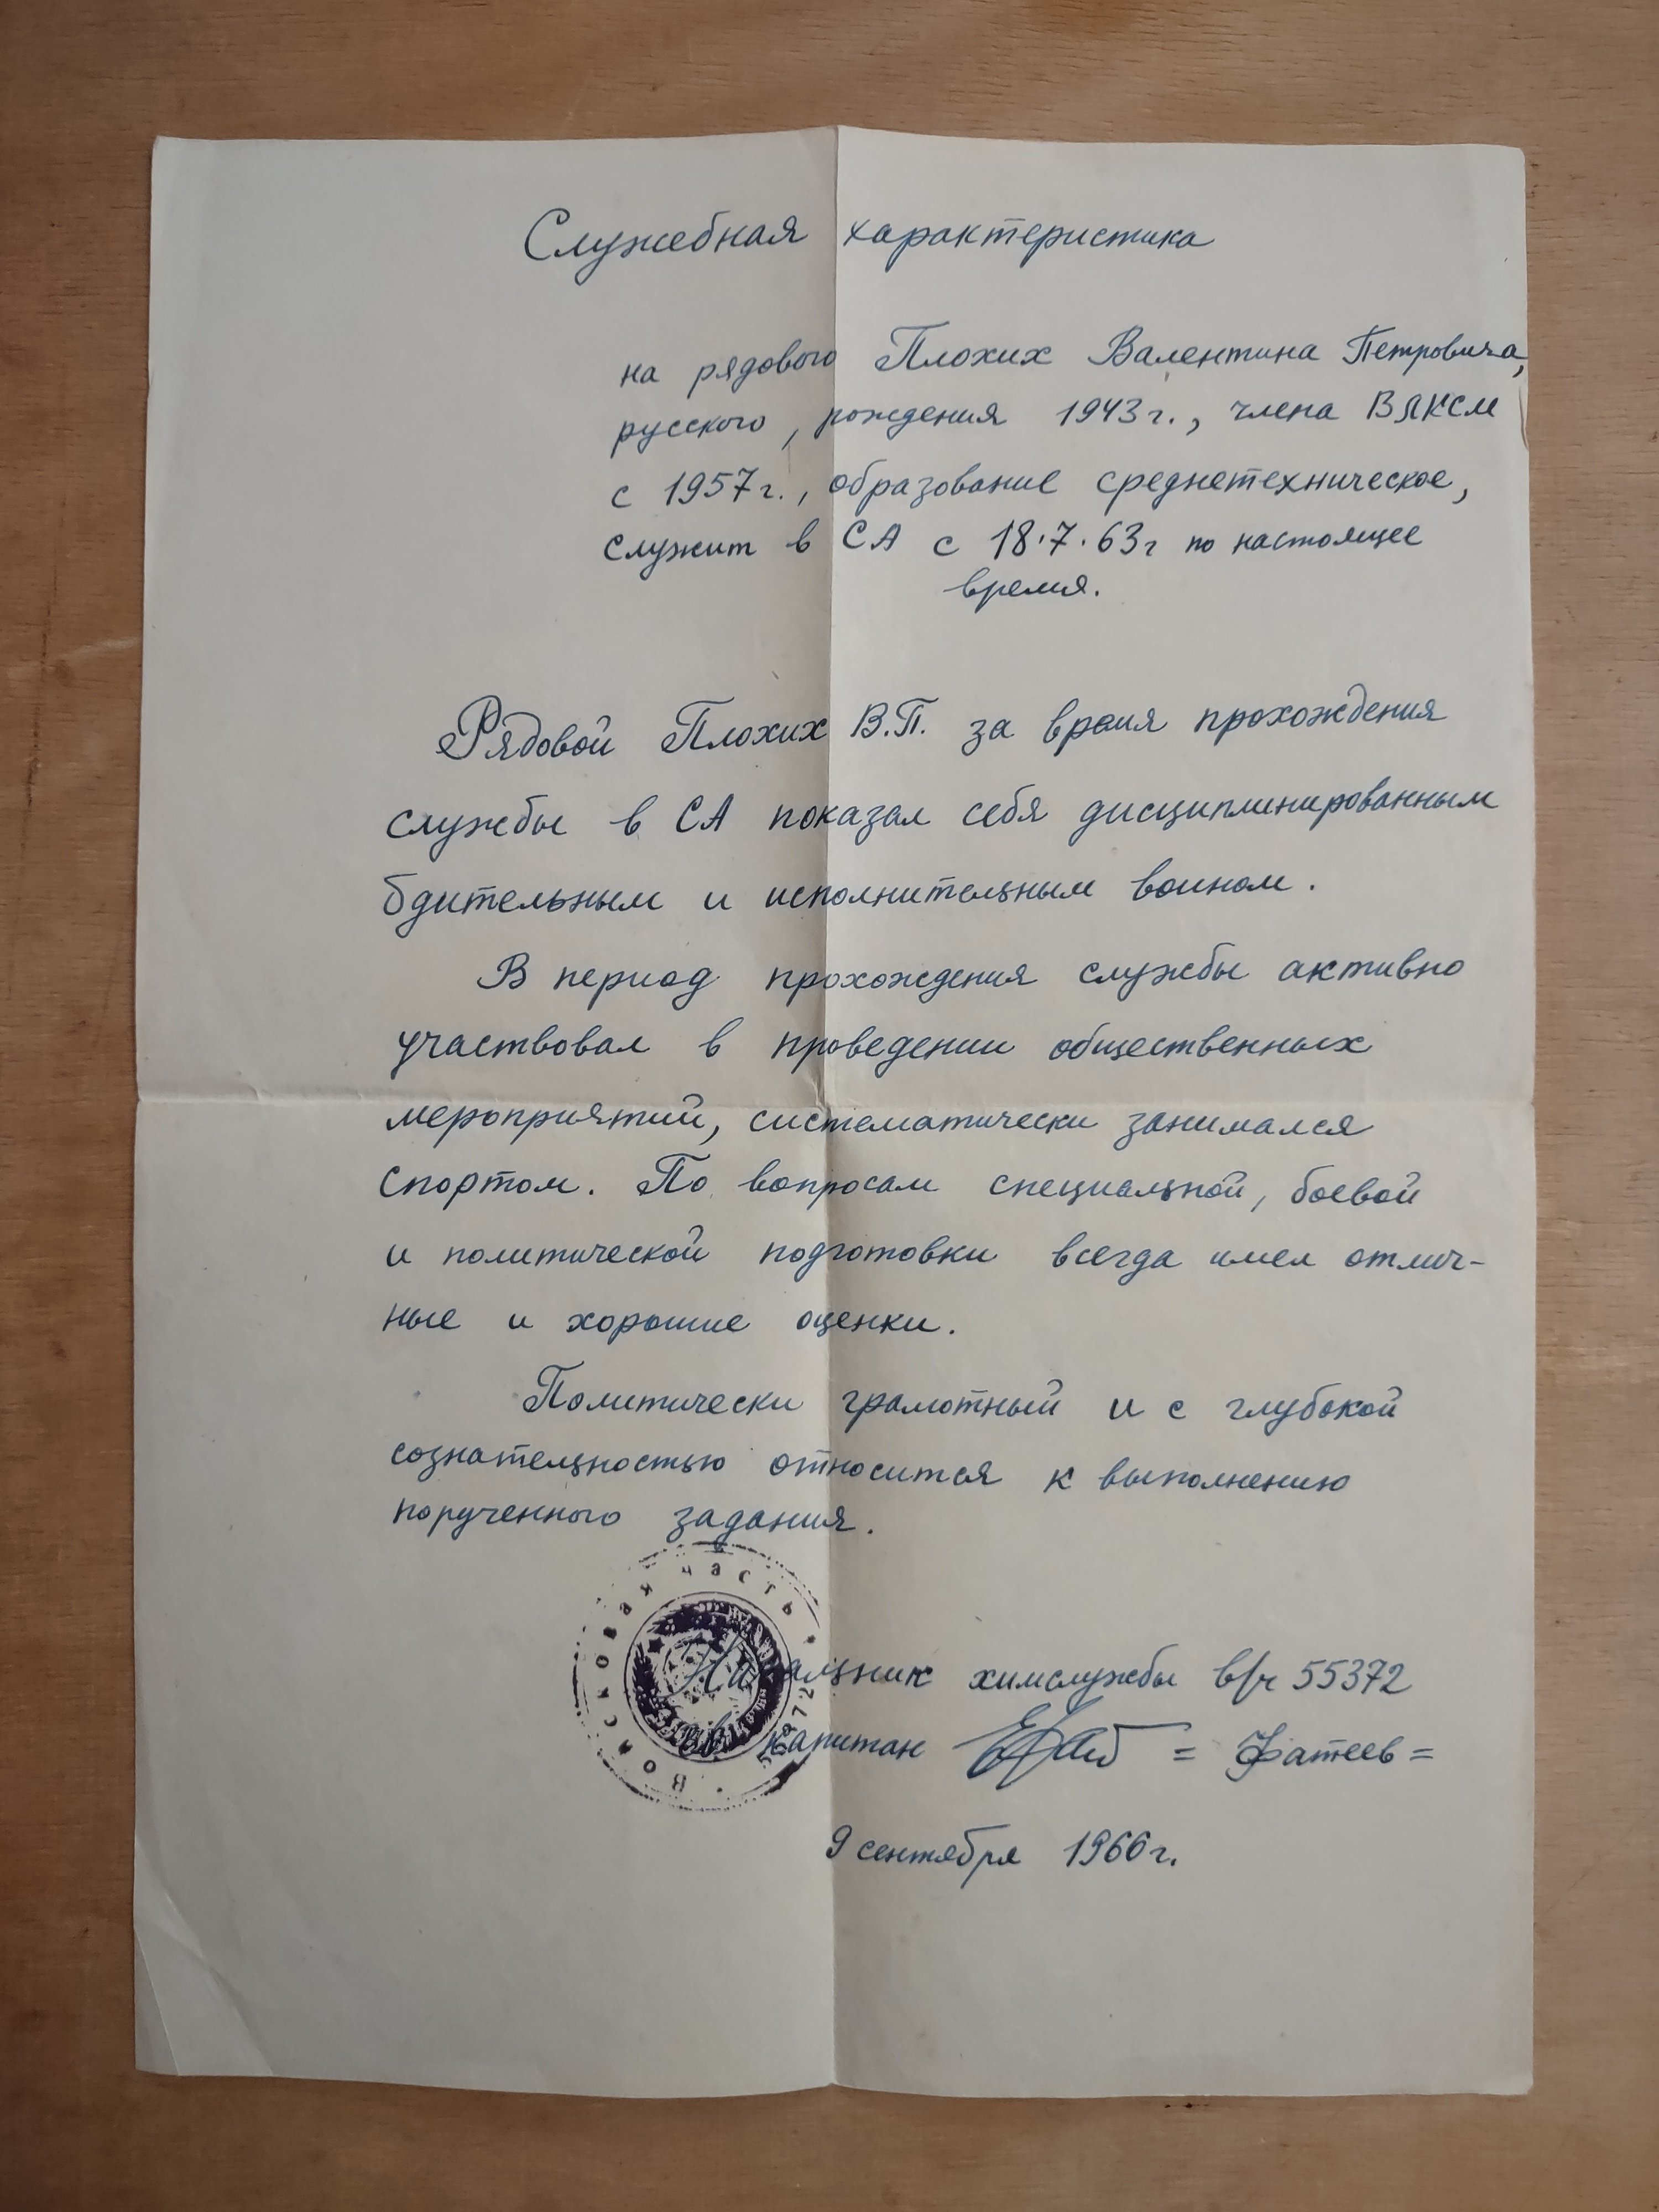 Служебная характеристика
на рядового Плохих Валентина Петровича,
русского, рождения 1943г., члена ВЛКСМ
с 1957г., образование среднетехническое,
служит в СА с 18.7.63г по настоящее
время.
Рядовой Плохих В.П. за время прохождения
службы в СА показал себя дисциплинированным
бдительным и исполнительным воином.
В период прохождения службы активно
участвовал в проведении общественных
мероприятий, систематически занимался
спортом. По вопросам специальной, боевой
и политической подготовки всегда имел отлич-
ные и хорошие оценки.
Политически грамотный и с глубокой
сознательностью относится к выполнению
порученного задания.
Войсковая часть
Начальник химслужбы в/ч 55372
капитан = Фатеев =
9 сентября 1966г.